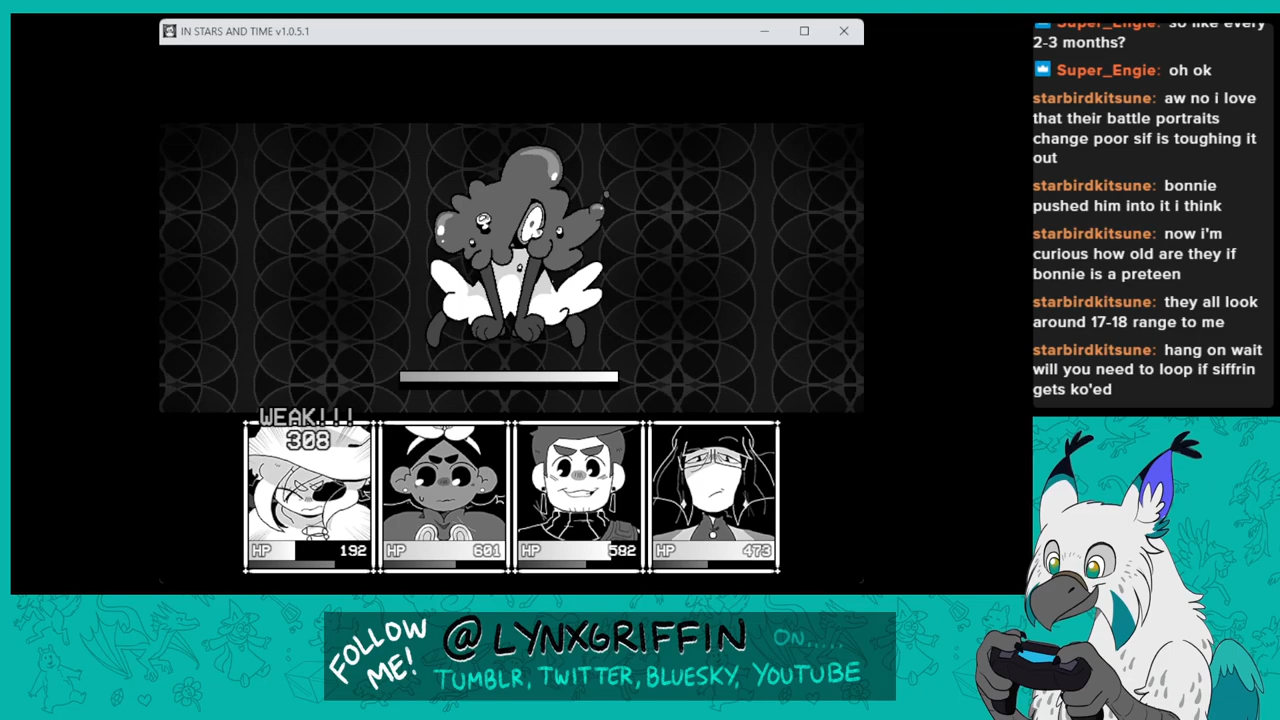 IN STARS AND TIME v1.0.5.1
WEAK!!!
308
HP 192
HP 601
HP 582
HP 473
Super_Engie: so like every
2-3 months?
Super_Engie: oh ok
starbirdkitsune: aw no i love
that their battle portraits
change poor sif is toughing it
out
starbirdkitsune: bonnie
pushed him into it i think
starbirdkitsune: now i'm
curious how old are they if
bonnie is a preteen
starbirdkitsune: they all look
around 17-18 range to me
starbirdkitsune: hang on wait
will you need to loop if siffrin
gets ko'ed
FOLLOW
ME!
@LYNXGRIFFIN ON.....
TUMBLR, TWITTER, BLUESKY, YOUTUBE